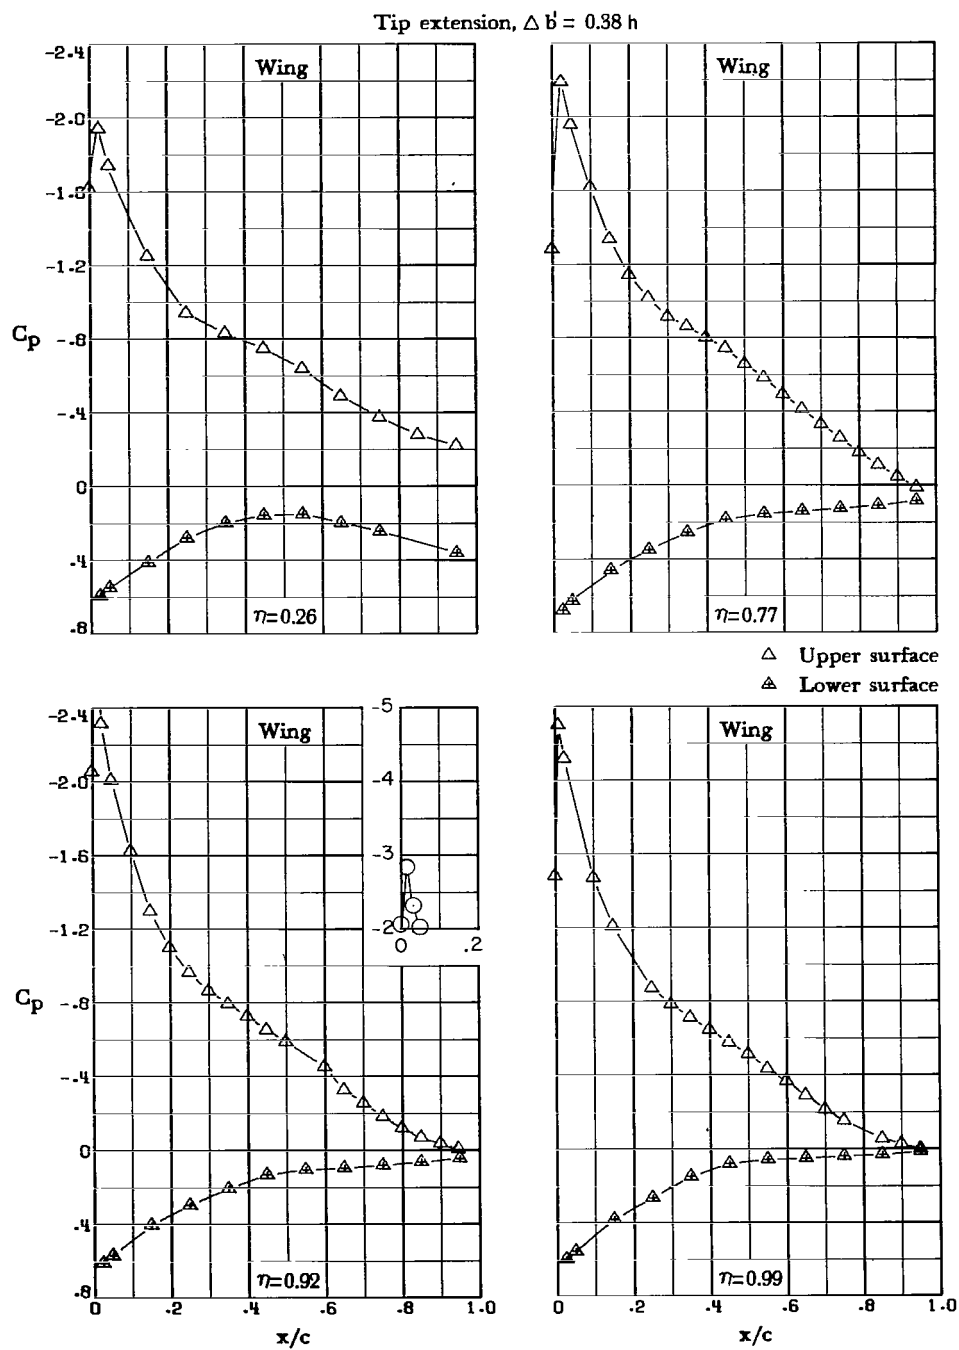 Tip extension, △ b' = 0.38 h
-2.4
-2.0
-1.6
-1.2
-.8
-.4
0
.4
.8
Cp
Wing
η=0.26
Wing
η=0.77
△ Upper surface
Lower surface
-2.4
-2.0
-1.6
-1.2
-.8
-.4
0
.4
.8
Cp
Wing
-5
-4
-3
-2
0 .2
η=0.92
0 .2 .4 .6 .8 1.0
x/c
Wing
η=0.99
0 .2 .4 .6 .8 1.0
x/c